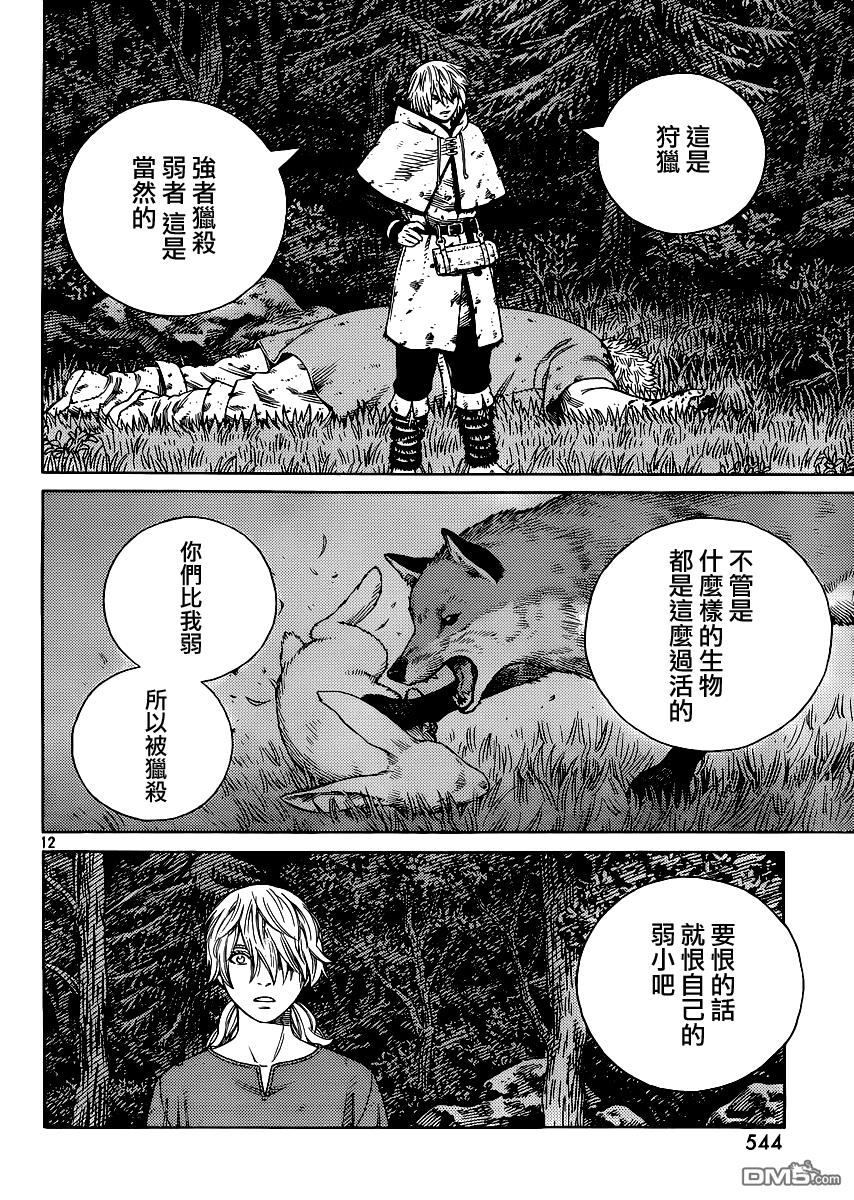 這是
狩獵
強者獵殺
弱者 這是
當然的
不管是
什麼樣的生物
都是這麼過活的
你們比我弱
所以被獵殺
12
要恨的話
就恨自己的
弱小吧
544
DM5.com